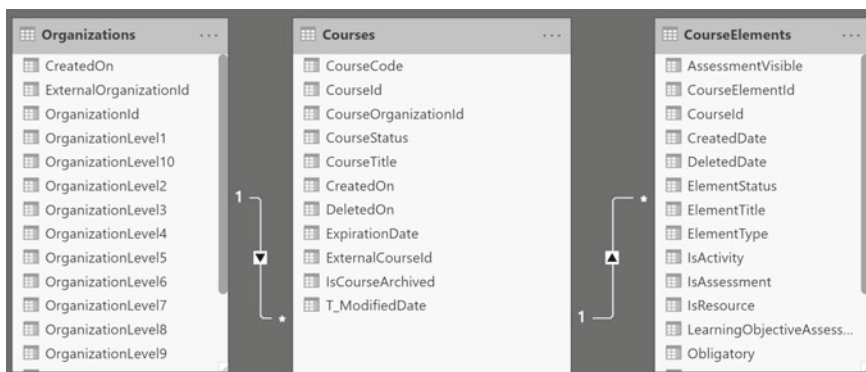 Organizations ...
CreatedOn
ExternalOrganizationId
OrganizationId
OrganizationLevel1
OrganizationLevel10
OrganizationLevel2
OrganizationLevel3
OrganizationLevel4
OrganizationLevel5
OrganizationLevel6
OrganizationLevel7
OrganizationLevel8
OrganizationLevel9
1
*
Courses ...
CourseCode
CourseId
CourseOrganizationId
CourseStatus
CourseTitle
CreatedOn
DeletedOn
ExpirationDate
ExternalCourseId
IsCourseArchived
T_ModifiedDate
*
1
CourseElements ...
AssessmentVisible
CourseElementId
CourseId
CreatedDate
DeletedDate
ElementStatus
ElementTitle
ElementType
IsActivity
IsAssessment
IsResource
LearningObjectiveAssess...
Obligatory